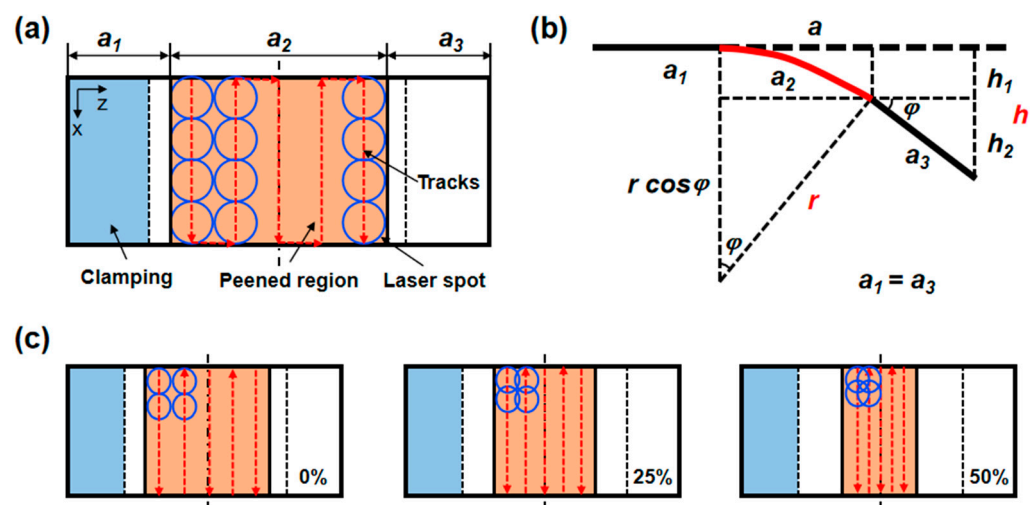 (a)
a1 a2 a3
z
x
Tracks
Clamping Peened region Laser spot
(b)
a
a1 a2 h1
φ h
a3 h2
r cosφ r
φ
a1 = a3
(c)
0% 25% 50%